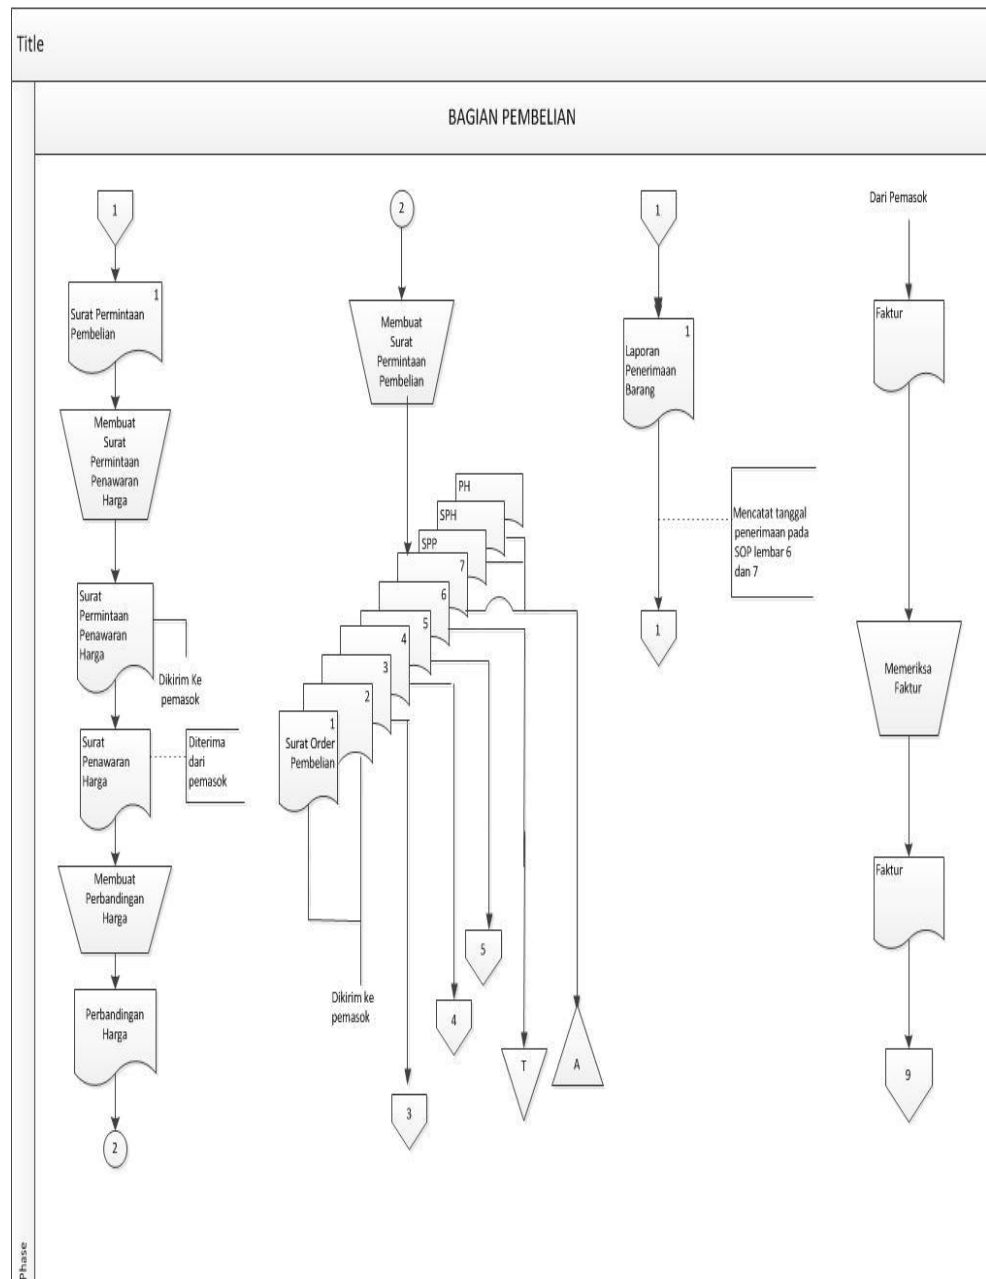 Title
BAGIAN PEMBELIAN
1
1
Surat Permintaan
Pembelian
Membuat
Surat
Permintaan
Penawaran
Harga
Surat
Permintaan
Penawaran
Harga
Dikirim Ke
pemasok
Surat
Penawaran
Harga
Diterima
dari
pemasok
Membuat
Perbandingan
Harga
Perbandingan
Harga
2
2
Membuat
Surat
Permintaan
Pembelian
PH
SPH
SPP
7
6
5
4
3
2
1
Surat Order
Pembelian
Dikirim ke
pemasok
3
4
5
T
A
1
1
Laporan
Penerimaan
Barang
Mencatat tanggal
penerimaan pada
SOP lembar 6
dan 7
1
Dari Pemasok
Faktur
Memeriksa
Faktur
Faktur
9
Phase